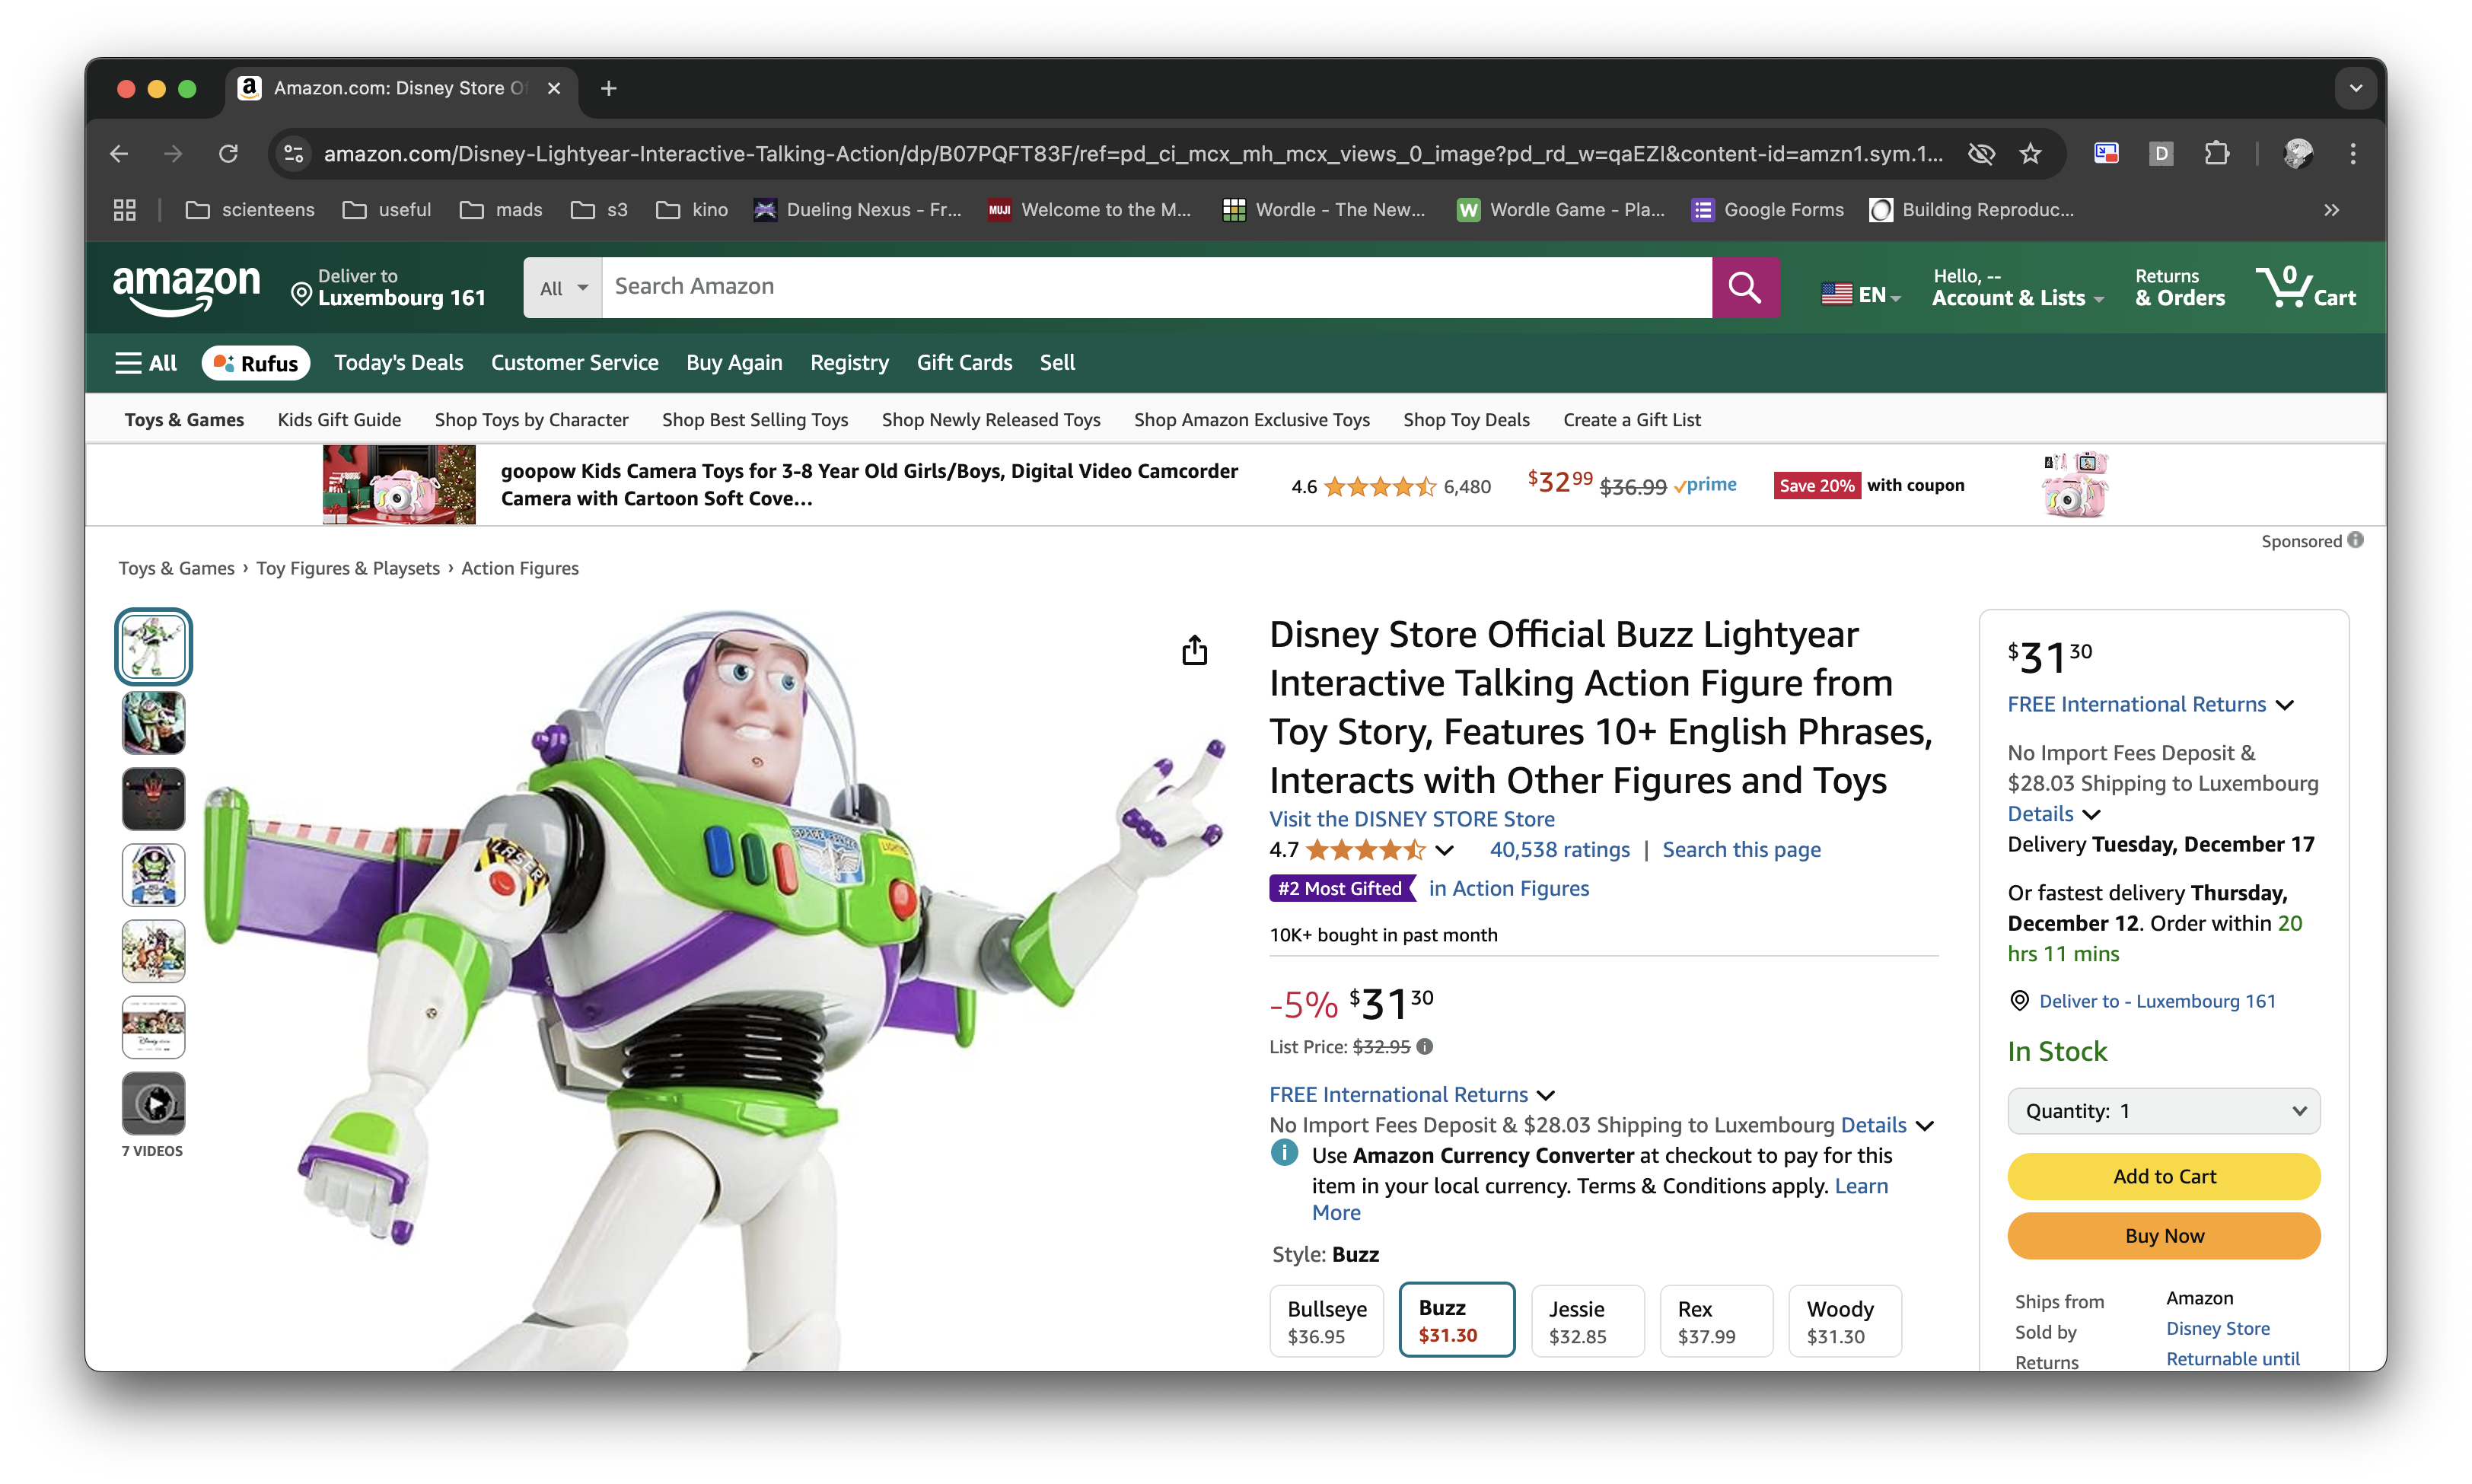 Amazon.com: Disney Store O
amazon.com/Disney-Lightyear-Interactive-Talking-Action/dp/B07PQFT83F/ref=pd_ci_mcx_mh_mcx_views_0_image?pd_rd_w=qaEZI&content-id=amzn1.sym.1...
D
scienteens
useful
mads
s3
kino
Dueling Nexus - Fr...
MUJI
Welcome to the M...
Wordle - The New...
W
Wordle Game - Pla...
Google Forms
Building Reproduc...
amazon
Deliver to
Luxembourg 161
All
Search Amazon
EN
Hello, --
Account & Lists
Returns
& Orders
0
Cart
All
Rufus
Today's Deals
Customer Service
Buy Again
Registry
Gift Cards
Sell
Toys & Games
Kids Gift Guide
Shop Toys by Character
Shop Best Selling Toys
Shop Newly Released Toys
Shop Amazon Exclusive Toys
Shop Toy Deals
Create a Gift List
goopow Kids Camera Toys for 3-8 Year Old Girls/Boys, Digital Video Camcorder
Camera with Cartoon Soft Cove...
4.6
6,480
$32 99 $36.99 prime
Save 20% with coupon
Sponsored
Toys & Games › Toy Figures & Playsets › Action Figures
7 VIDEOS
LASER
SPACE RANGER
Disney Store Official Buzz Lightyear
Interactive Talking Action Figure from
Toy Story, Features 10+ English Phrases,
Interacts with Other Figures and Toys
Visit the DISNEY STORE Store
4.7
40,538 ratings | Search this page
#2 Most Gifted in Action Figures
10K+ bought in past month
-5% $31 30
List Price: $32.95
FREE International Returns
No Import Fees Deposit & $28.03 Shipping to Luxembourg Details
Use Amazon Currency Converter at checkout to pay for this
item in your local currency. Terms & Conditions apply. Learn
More
Style: Buzz
Bullseye
$36.95
Buzz
$31.30
Jessie
$32.85
Rex
$37.99
Woody
$31.30
$31 30
FREE International Returns
No Import Fees Deposit &
$28.03 Shipping to Luxembourg
Details
Delivery Tuesday, December 17
Or fastest delivery Thursday,
December 12. Order within 20
hrs 11 mins
Deliver to - Luxembourg 161
In Stock
Quantity: 1
Add to Cart
Buy Now
Ships from
Amazon
Sold by
Disney Store
Returns
Returnable until